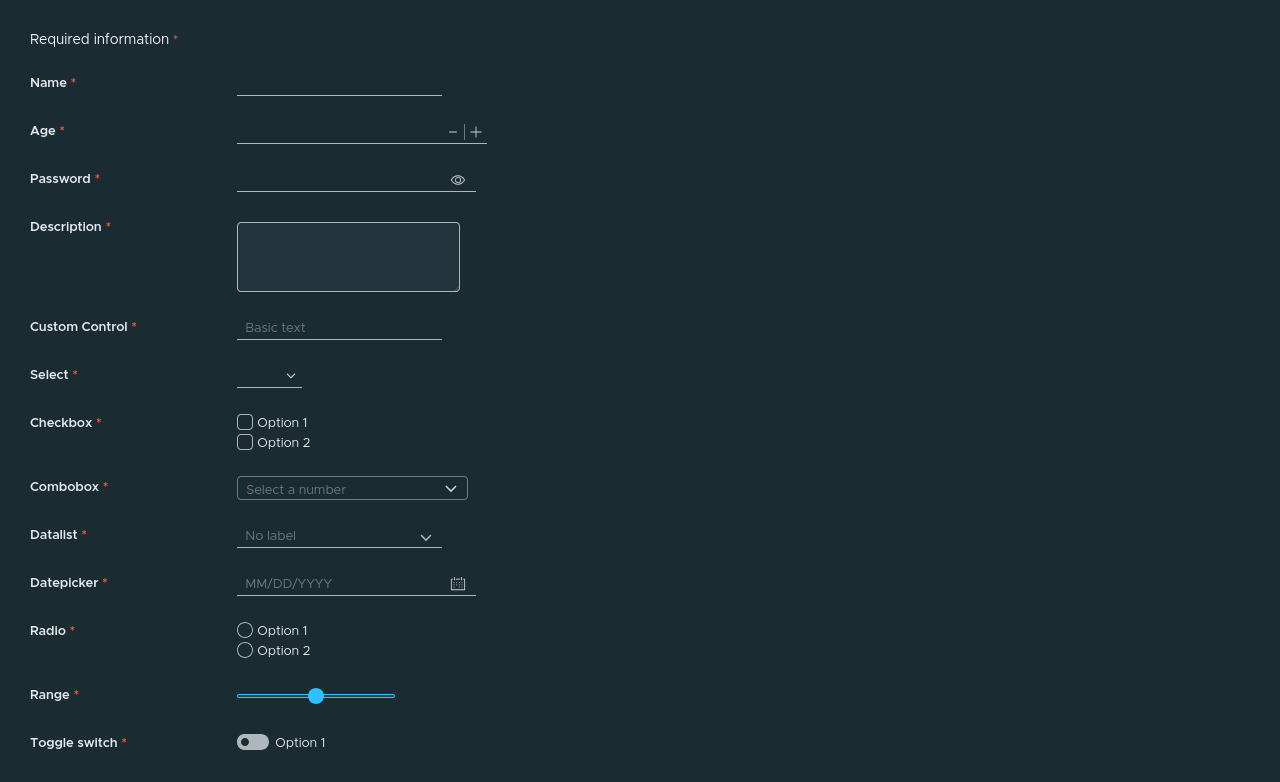 Required information *
Name *
Age *
Password *
Description *
Custom Control * Basic text
Select *
Checkbox * Option 1
Option 2
Combobox * Select a number
Datalist * No label
Datepicker * MM/DD/YYYY
Radio * Option 1
Option 2
Range *
Toggle switch * Option 1